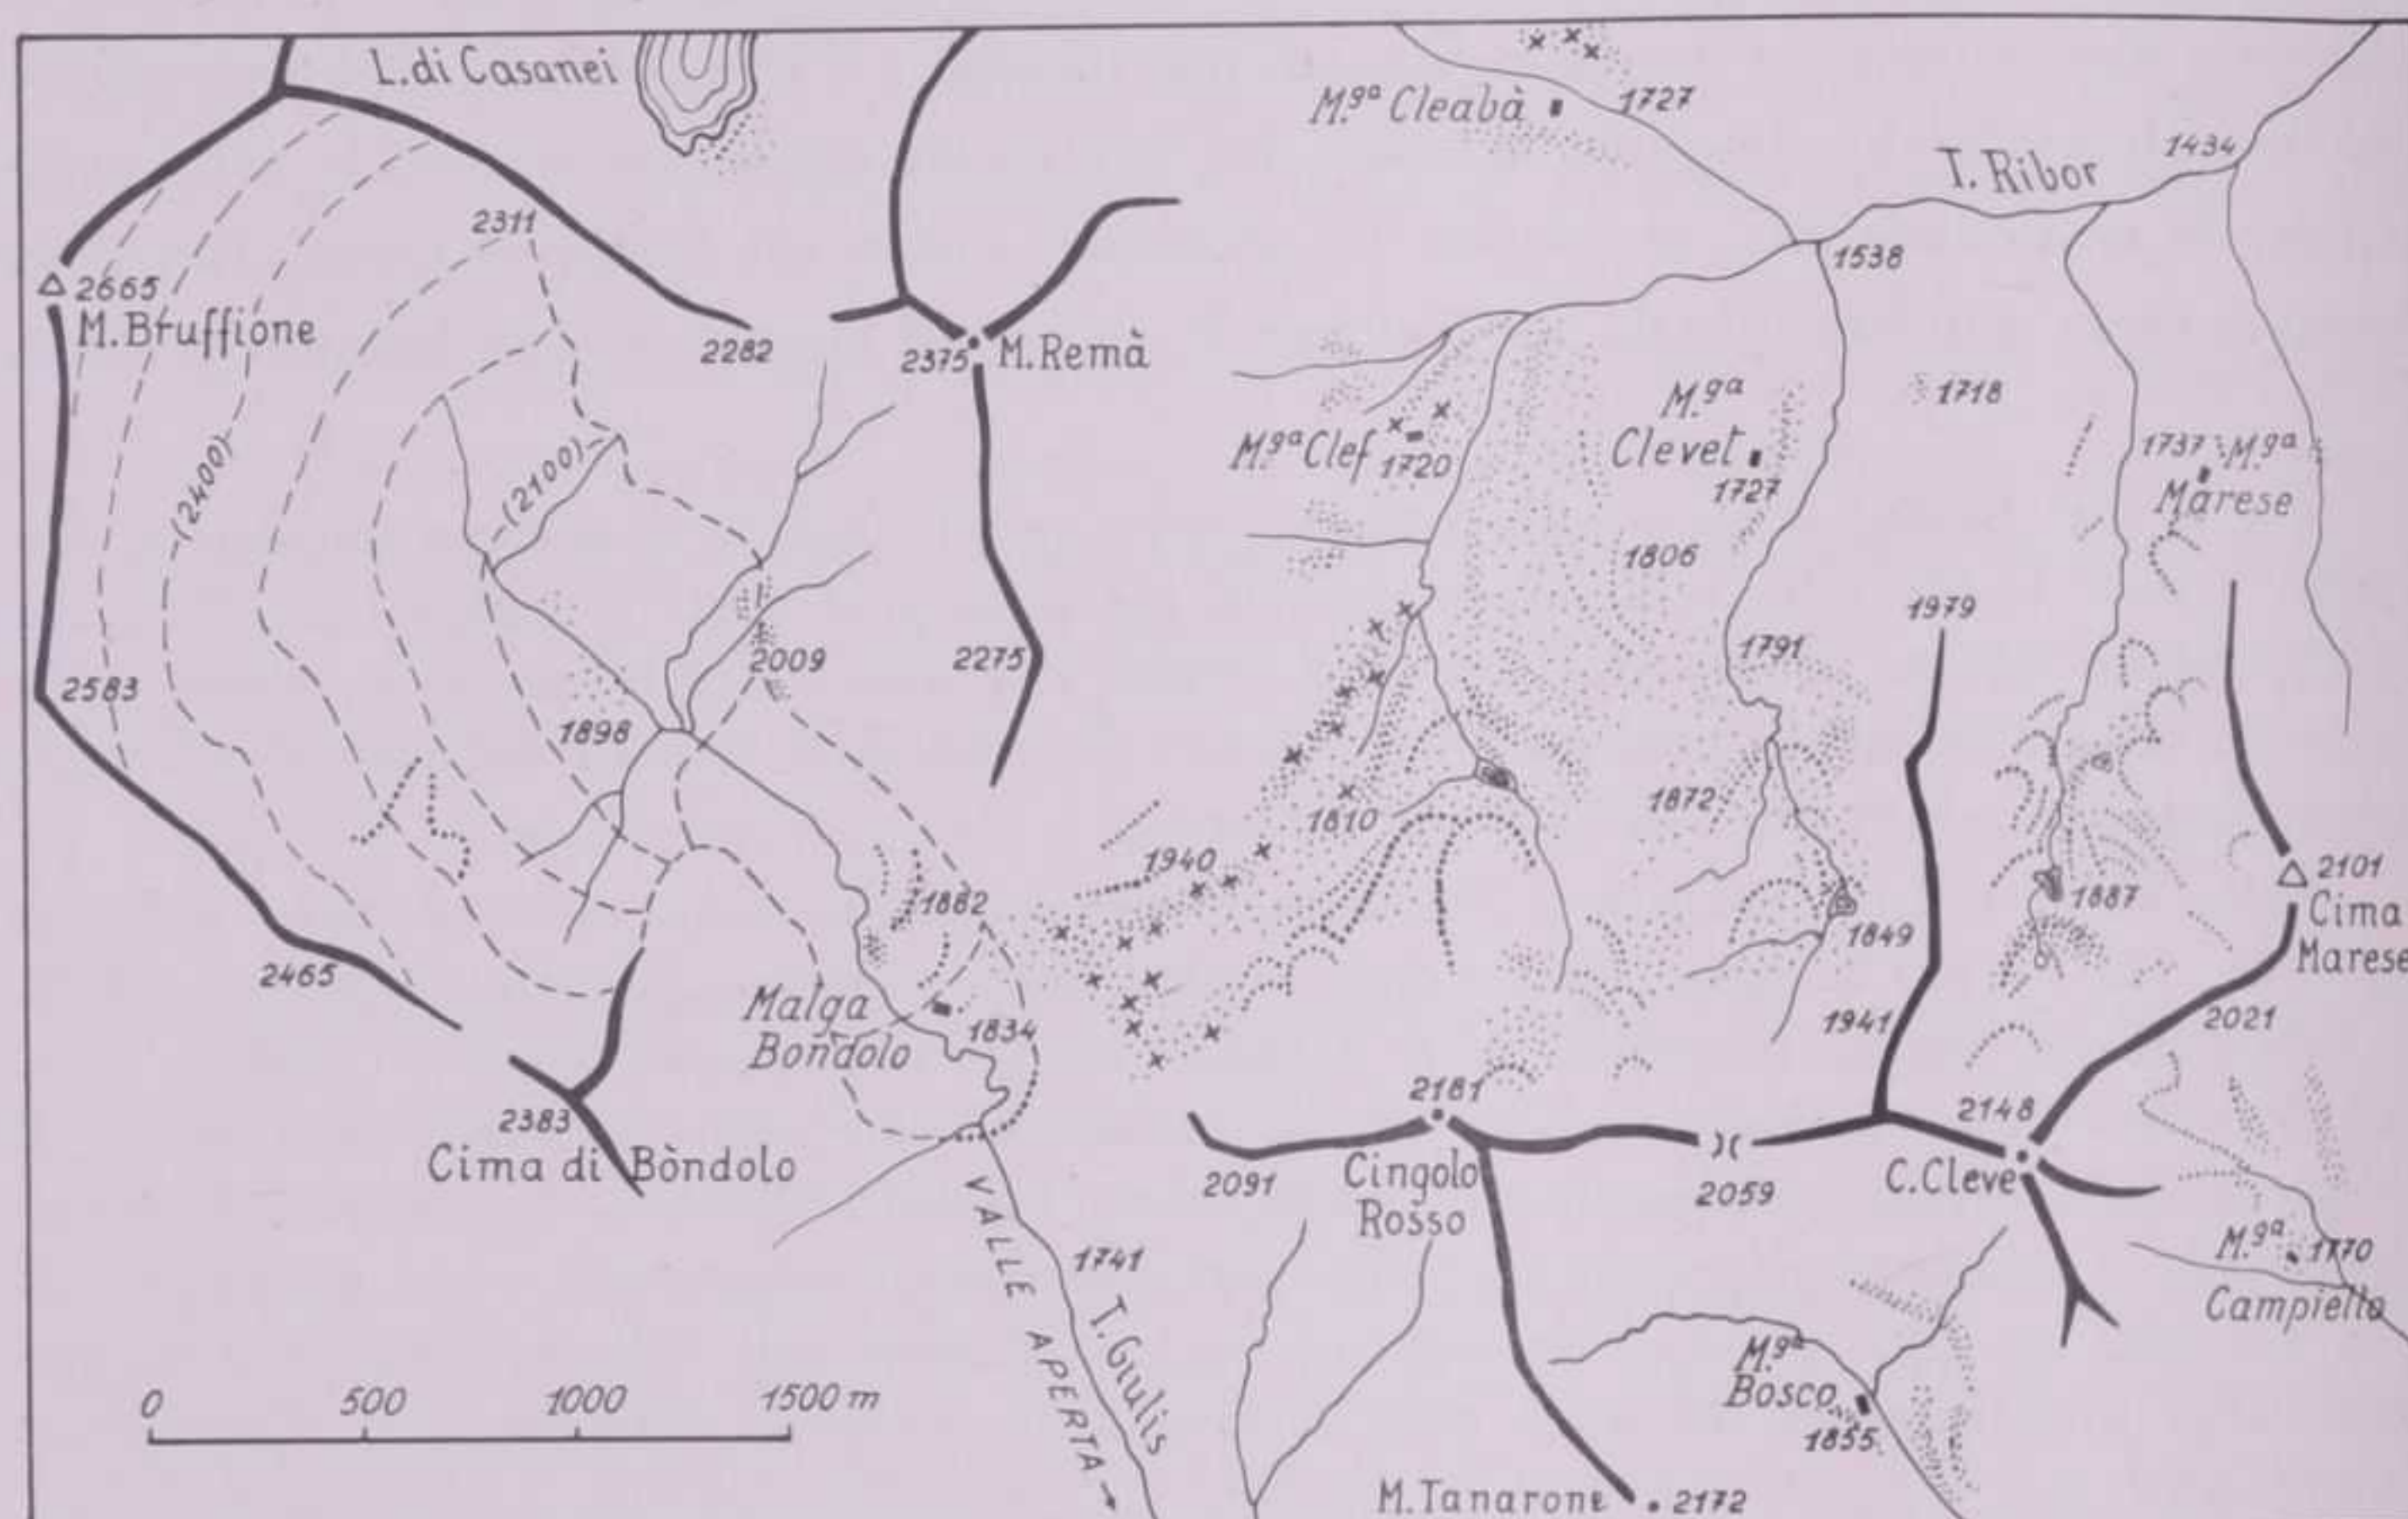 L. di Casanei
M.ᵍᵃ Cleabà
1727
T. Ribor
1434
2311
1538
2665
M. Bruffione
2282
2375
M. Remà
M.ᵍᵃ
Clevet
1727
1718
M.ᵍᵃ Clef
1720
1737
M.ᵍᵃ
Marese
(2400)
(2100)
1806
1979
2009
2275
1791
2583
1898
1810
1872
1940
1882
1849
1887
2101
Cima
Marese
2465
Malga
Bondolo
1834
1941
2021
2383
Cima di Bòndolo
2181
Cingolo
Rosso
2091
2059
2148
C. Cleve
VALLE APERTA
1741
T. Giulis
M.ᵍᵃ
1770
Campiello
M.ᵍᵃ
Bosco
1855
0 500 1000 1500 m
M. Tanarone
2172